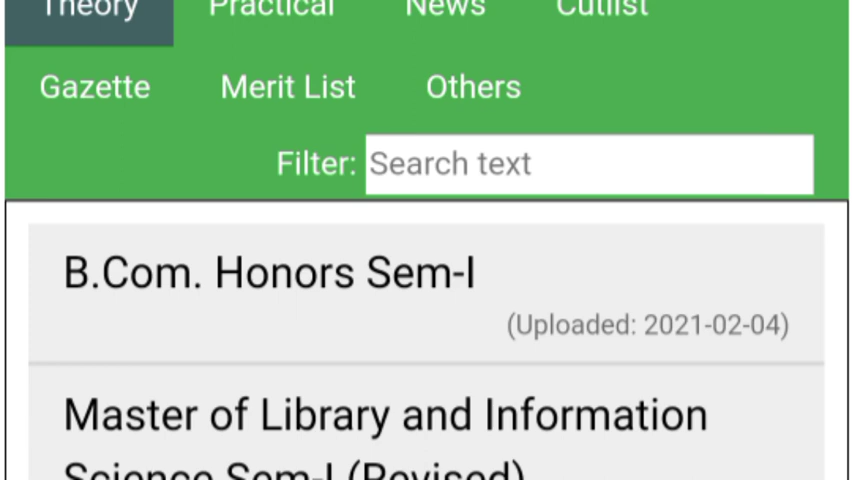 Theory Practical News Cutlist
Gazette Merit List Others
Filter: Search text
B.Com. Honors Sem-I
(Uploaded: 2021-02-04)
Master of Library and Information
Science Sem-I (Revised)